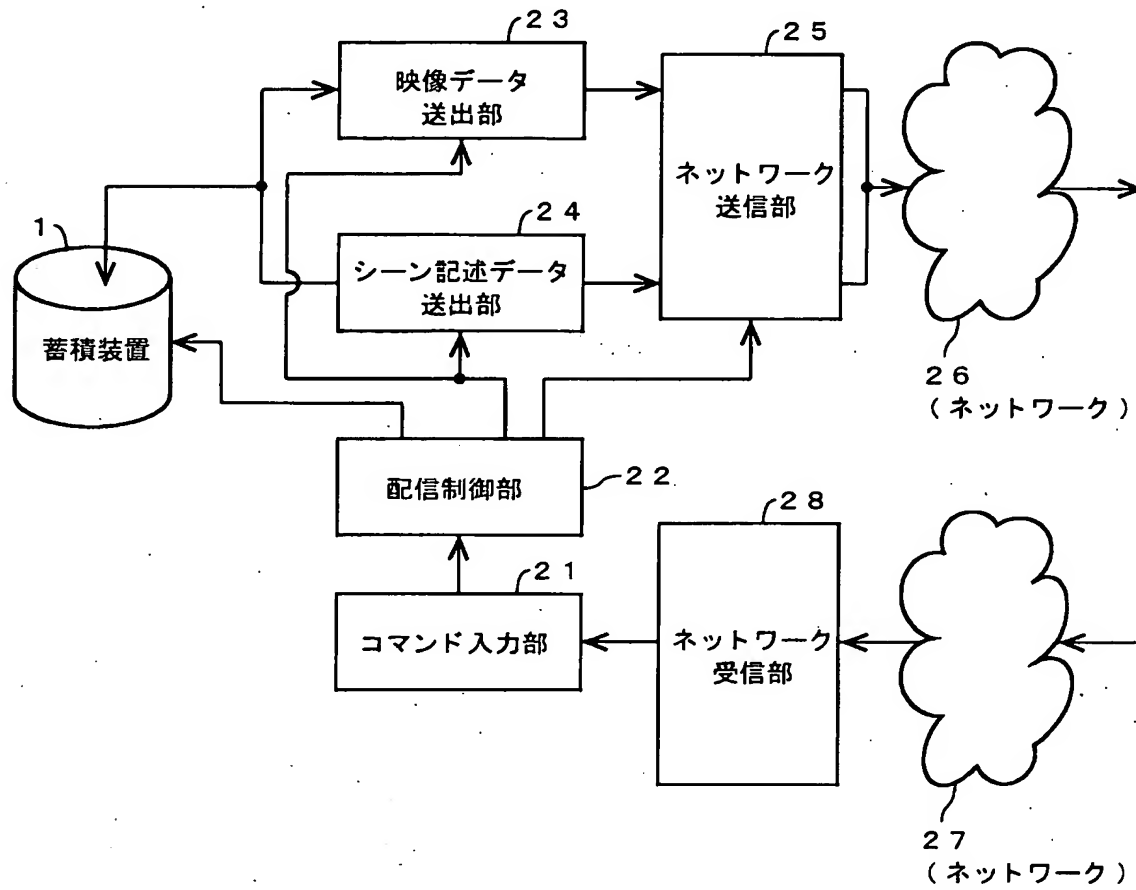 ２３
映像データ
送出部
２５
ネットワーク
送信部
２４
シーン記述データ
送出部
1
蓄積装置
２６
（ネットワーク）
配信制御部
２２
２８
ネットワーク
受信部
２１
コマンド入力部
２７
（ネットワーク）